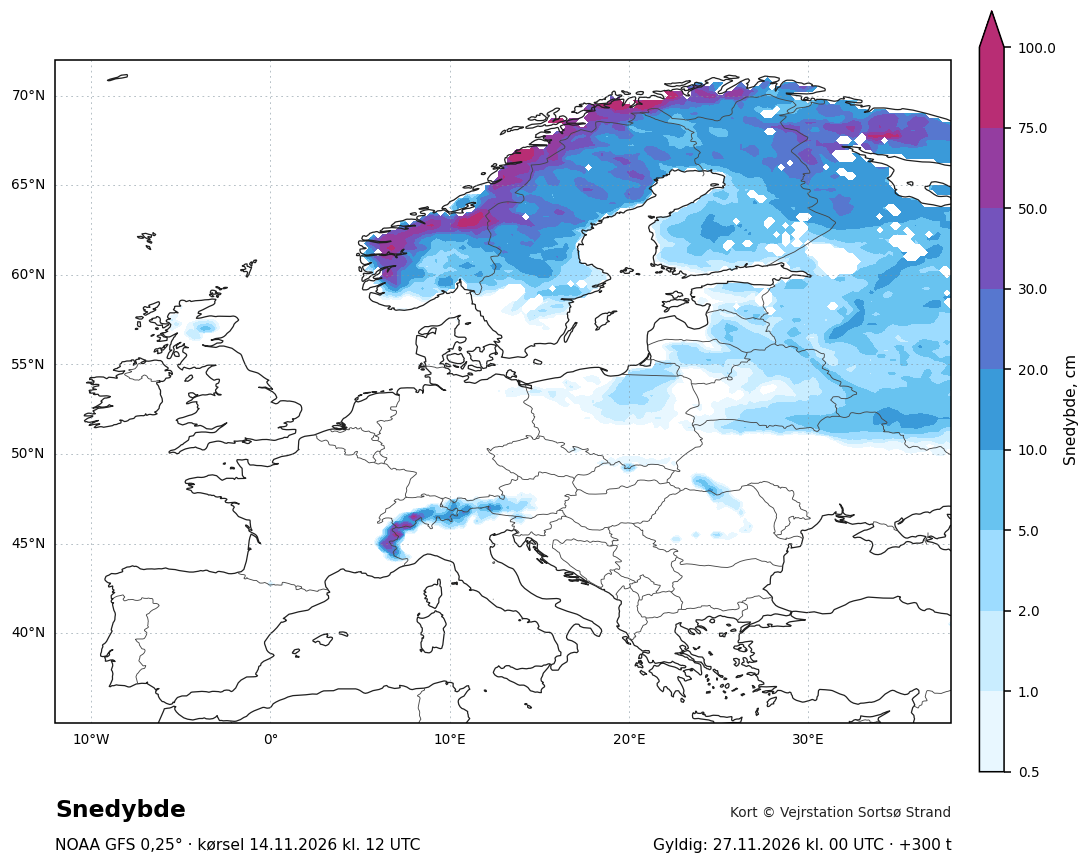 70°N
65°N
60°N
55°N
50°N
45°N
40°N
10°W
0°
10°E
20°E
30°E
100.0
75.0
50.0
30.0
20.0
10.0
5.0
2.0
1.0
0.5
Snedybde, cm
Snedybde
Kort © Vejrstation Sortsø Strand
NOAA GFS 0,25° · kørsel 14.11.2026 kl. 12 UTC
Gyldig: 27.11.2026 kl. 00 UTC · +300 t